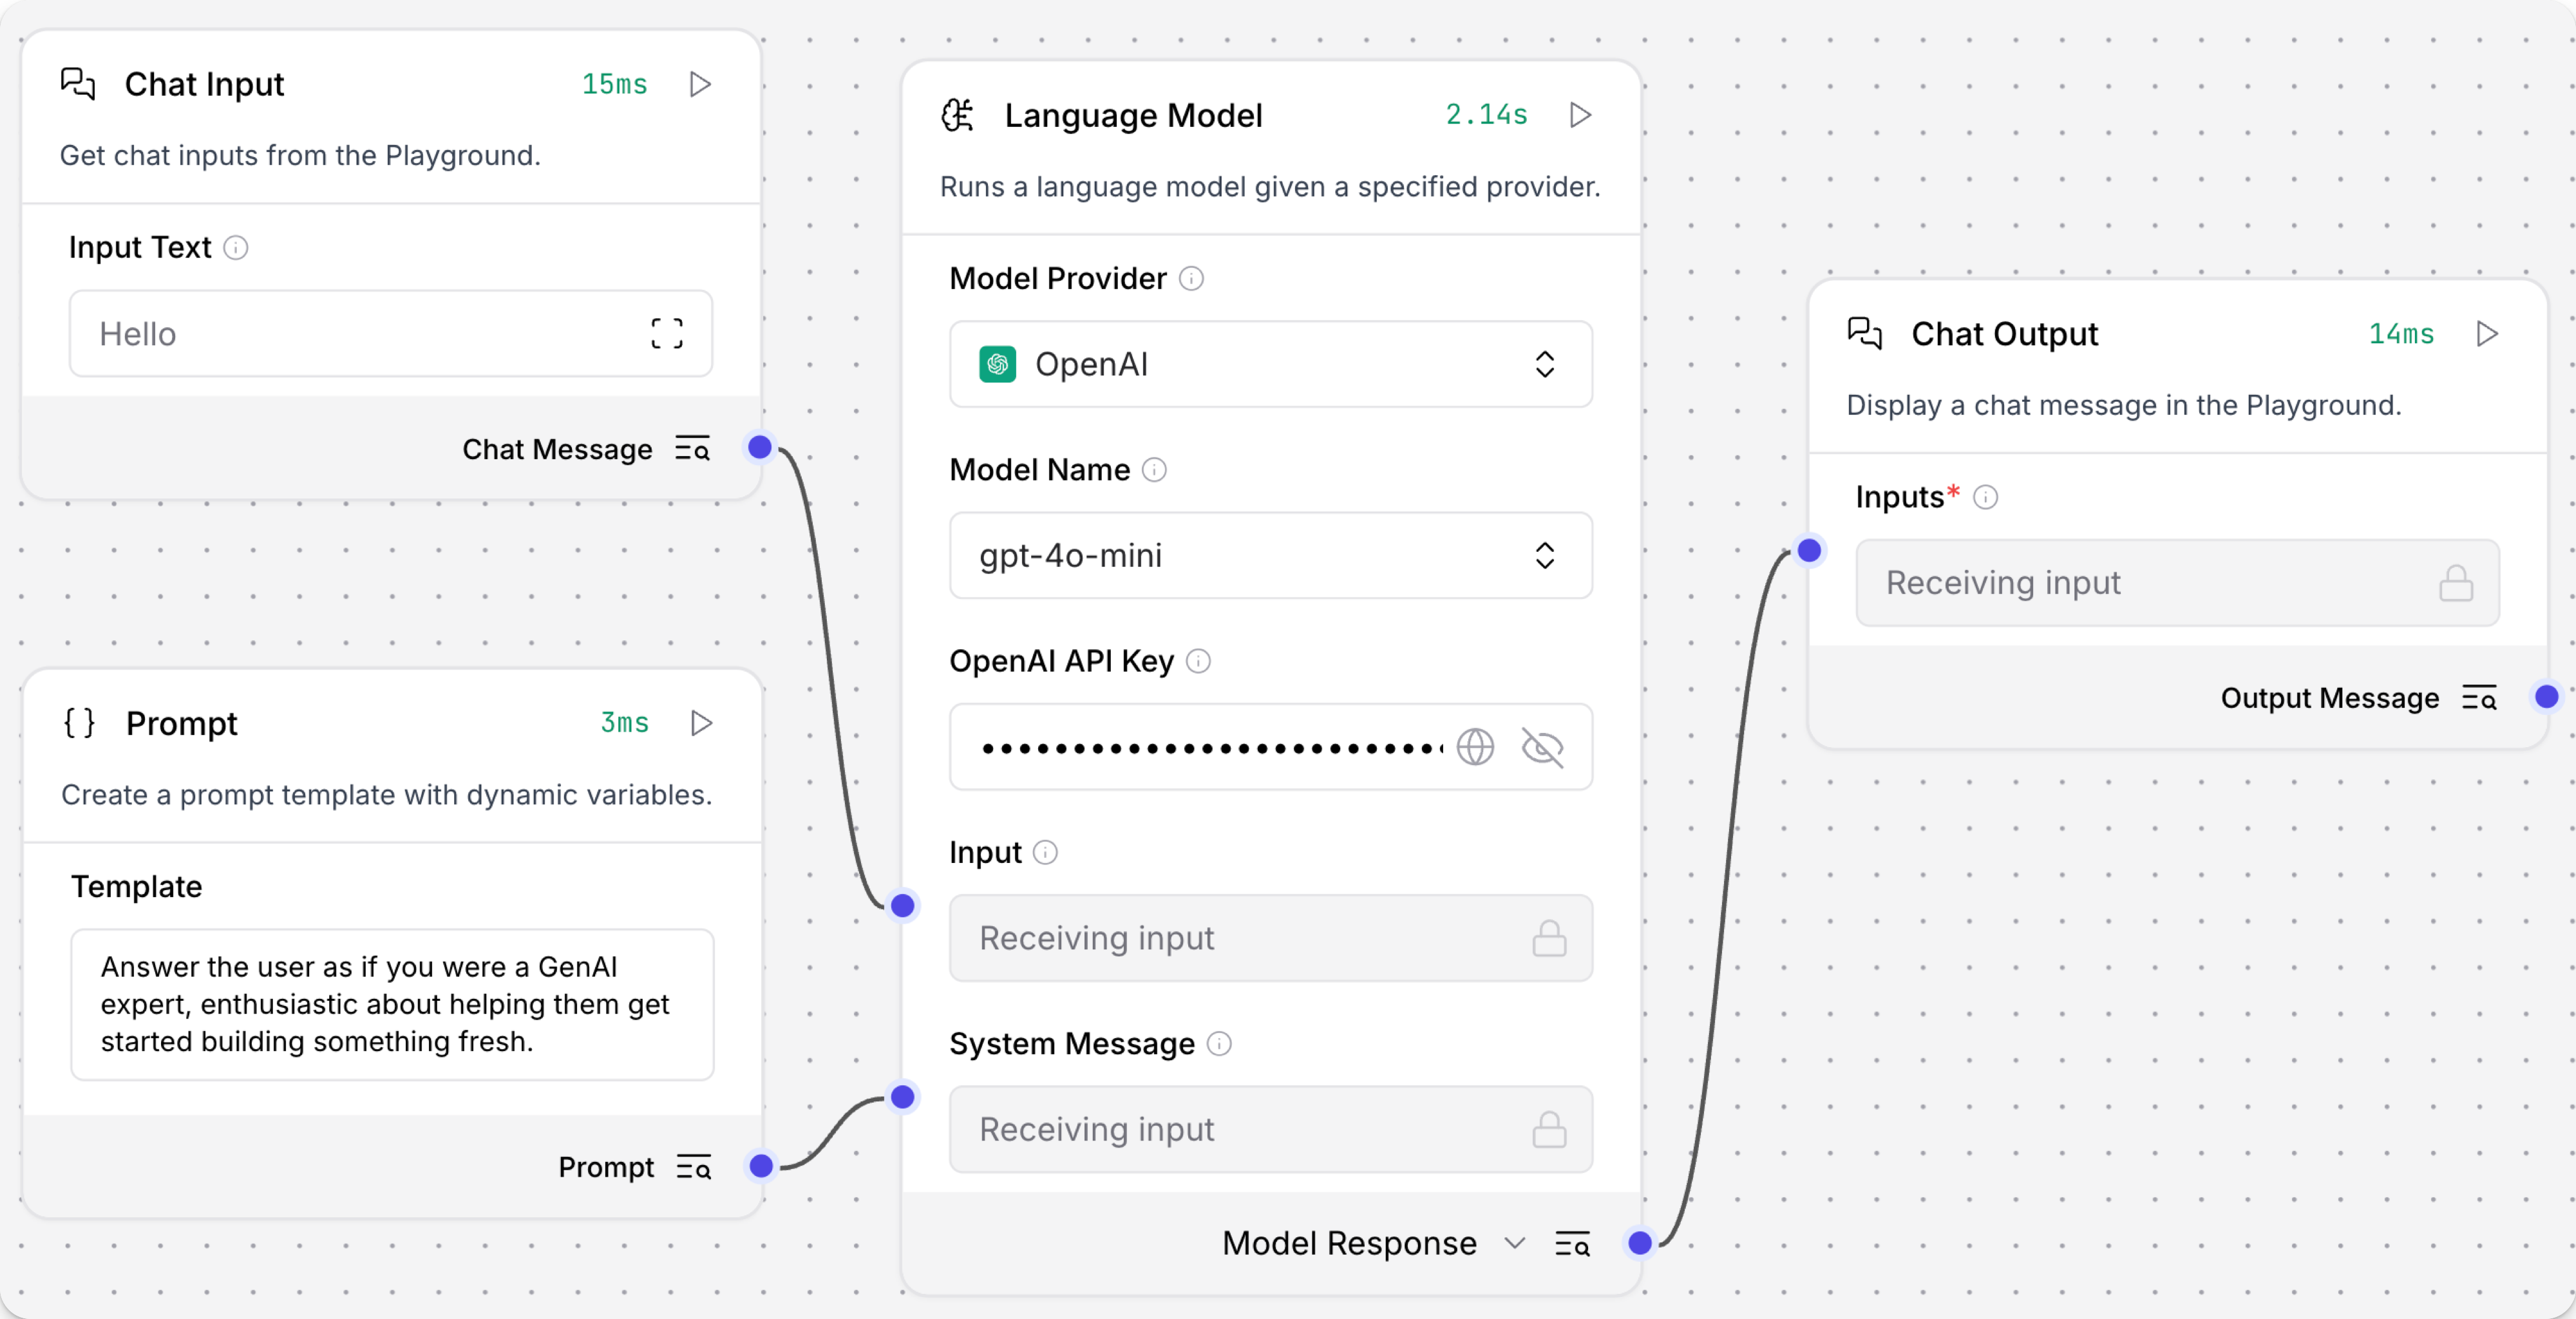 Chat Input
15ms
Get chat inputs from the Playground.
Input Text
Hello
Chat Message
Prompt
3ms
Create a prompt template with dynamic variables.
Template
Answer the user as if you were a GenAI
expert, enthusiastic about helping them get
started building something fresh.
Prompt
Language Model
2.14s
Runs a language model given a specified provider.
Model Provider
OpenAI
Model Name
gpt-4o-mini
OpenAI API Key
Input
Receiving input
System Message
Receiving input
Model Response
Chat Output
14ms
Display a chat message in the Playground.
Inputs*
Receiving input
Output Message